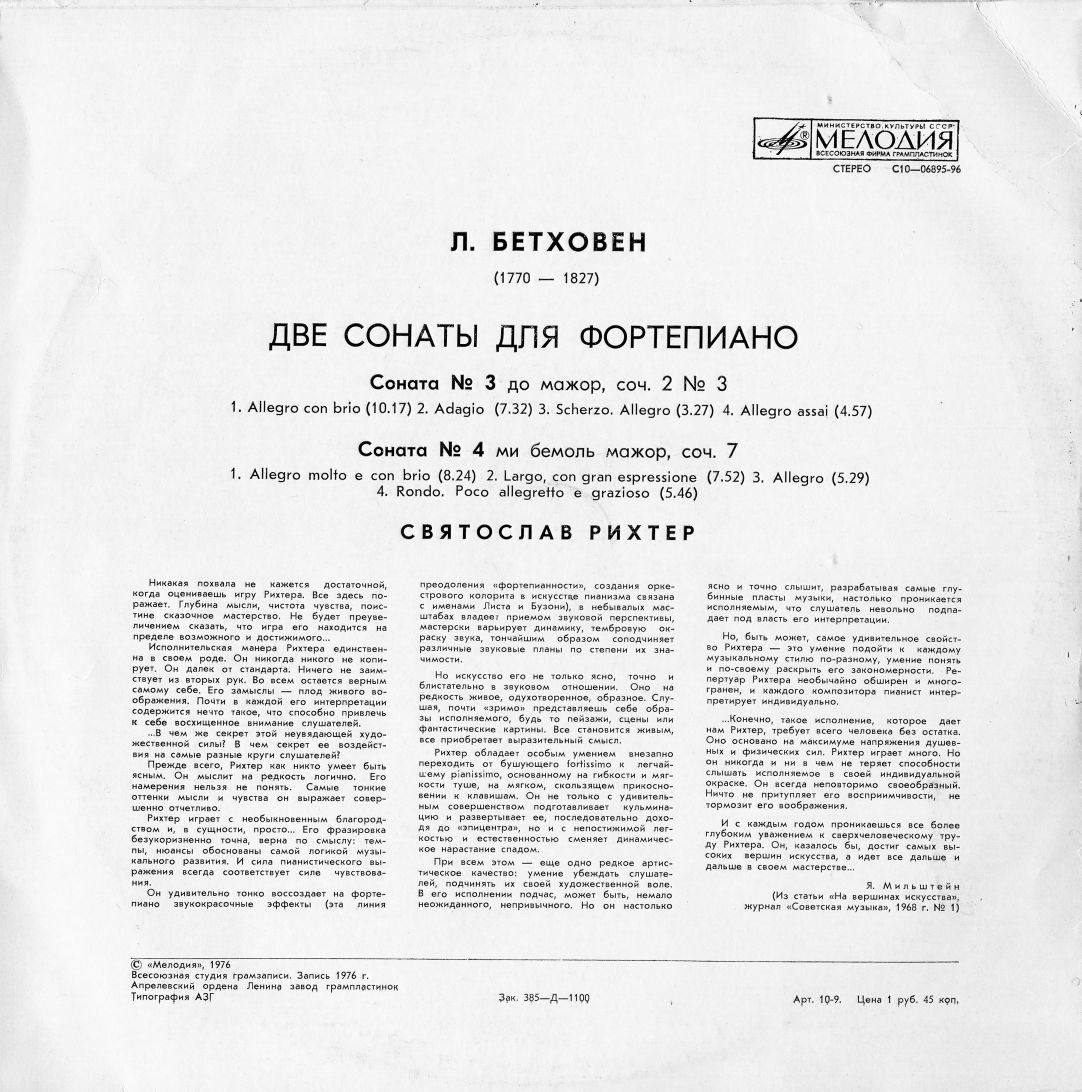 МИНИСТЕРСТВО КУЛЬТУРЫ СССР
МЕЛОДИЯ
ВСЕСОЮЗНАЯ ФИРМА ГРАМПЛАСТИНОК
СТЕРЕО С10—06895-96
Л. БЕТХОВЕН
(1770 — 1827)
ДВЕ СОНАТЫ ДЛЯ ФОРТЕПИАНО
Соната № 3 до мажор, соч. 2 № 3
1. Allegro con brio (10.17) 2. Adagio (7.32) 3. Scherzo. Allegro (3.27) 4. Allegro assai (4.57)
Соната № 4 ми бемоль мажор, соч. 7
1. Allegro molto e con brio (8.24) 2. Largo, con gran espressione (7.52) 3. Allegro (5.29)
4. Rondo. Poco allegretto e grazioso (5.46)
СВЯТОСЛАВ РИХТЕР
Никакая похвала не кажется достаточной,
когда оцениваешь игру Рихтера. Все здесь по-
ражает. Глубина мысли, чистота чувства, поис-
тине сказочное мастерство. Не будет преуве-
личением сказать, что игра его находится на
пределе возможного и достижимого...
Исполнительская манера Рихтера единствен-
на в своем роде. Он никогда никого не копи-
рует. Он далек от стандарта. Ничего не заим-
ствует из вторых рук. Во всем остается верным
самому себе. Его замыслы — плод живого во-
ображения. Почти в каждой его интерпретации
содержится нечто такое, что способно привлечь
к себе восхищенное внимание слушателей.
...В чем же секрет этой неувядающей худо-
жественной силы? В чем секрет ее воздейст-
вия на самые разные круги слушателей?
Прежде всего, Рихтер как никто умеет быть
ясным. Он мыслит на редкость логично. Его
намерения нельзя не понять. Самые тонкие
оттенки мысли и чувства он выражает совер-
шенно отчетливо.
Рихтер играет с необыкновенным благород-
ством и, в сущности, просто... Его фразировка
безукоризненно точна, верна по смыслу: тем-
пы, нюансы обоснованы самой логикой музы-
кального развития. И сила пианистического вы-
ражения всегда соответствует силе чувствова-
ния.
Он удивительно тонко воссоздает на форте-
пиано звукокрасочные эффекты (эта линия
преодоления «фортепианности», создания орке-
стрового колорита в искусстве пианизма связана
с именами Листа и Бузони), в небывалых мас-
штабах владеет приемом звуковой перспективы,
мастерски варьирует динамику, тембровую ок-
раску звука, тончайшим образом соподчиняет
различные звуковые планы по степени их зна-
чимости.
Но искусство его не только ясно, точно и
блистательно в звуковом отношении. Оно на
редкость живое, одухотворенное, образное. Слу-
шая, почти «зримо» представляешь себе обра-
зы исполняемого, будь то пейзажи, сцены или
фантастические картины. Все становится живым,
все приобретает выразительный смысл.
Рихтер обладает особым умением внезапно
переходить от бушующего fortissimo к легчай-
шему pianissimo, основанному на гибкости и мяг-
кости туше, на мягком, скользящем прикосно-
вении к клавишам. Он не только с удивитель-
ным совершенством подготавливает кульмина-
цию и развертывает ее, последовательно дохо-
дя до «эпицентра», но и с непостижимой лег-
костью и естественностью сменяет динамичес-
кое нарастание спадом.
При всем этом — еще одно редкое артис-
тическое качество: умение убеждать слушате-
лей, подчинять их своей художественной воле.
В его исполнении подчас, может быть, немало
неожиданного, непривычного. Но он настолько
ясно и точно слышит, разрабатывая самые глу-
бинные пласты музыки, настолько проникается
исполняемым, что слушатель невольно подпа-
дает под власть его интерпретации.
Но, быть может, самое удивительное свойст-
во Рихтера — это умение подойти к каждому
музыкальному стилю по-разному, умение понять
и по-своему раскрыть его закономерности. Ре-
пертуар Рихтера необычайно обширен и много-
гранен, и каждого композитора пианист интер-
претирует индивидуально.
...Конечно, такое исполнение, которое дает
нам Рихтер, требует всего человека без остатка.
Оно основано на максимуме напряжения душев-
ных и физических сил. Рихтер играет много. Но
он никогда и ни в чем не теряет способности
слышать исполняемое в своей индивидуальной
окраске. Он всегда неповторимо своеобразный.
Ничто не притупляет его восприимчивости, не
тормозит его воображения.
И с каждым годом проникаешься все более
глубоким уважением к сверхчеловеческому тру-
ду Рихтера. Он, казалось бы, достиг самых вы-
соких вершин искусства, а идет все дальше и
дальше в своем мастерстве...
Я. Мильштейн
(Из статьи «На вершинах искусства»,
журнал «Советская музыка», 1968 г. № 1)
© «Мелодия», 1976
Всесоюзная студия грамзаписи. Запись 1976 г.
Апрелевский ордена Ленина завод грампластинок
Типография АЗГ
Зак. 385—Д—1100
Арт. 10-9. Цена 1 руб. 45 коп.